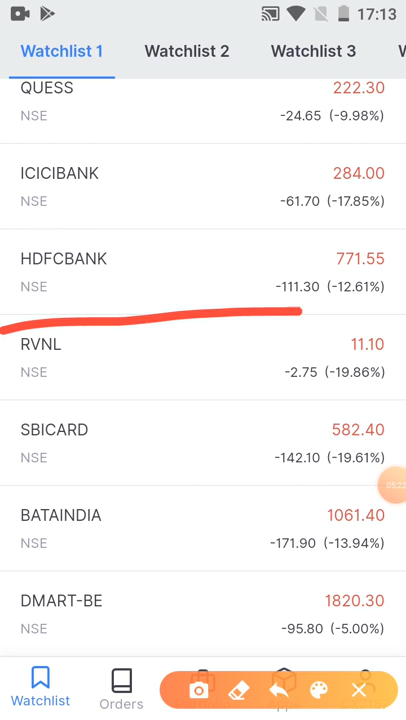 17:13
Watchlist 1 Watchlist 2 Watchlist 3
QUESS 222.30
NSE -24.65 (-9.98%)
ICICIBANK 284.00
NSE -61.70 (-17.85%)
HDFCBANK 771.55
NSE -111.30 (-12.61%)
RVNL 11.10
NSE -2.75 (-19.86%)
SBICARD 582.40
NSE -142.10 (-19.61%)
05:22
BATAINDIA 1061.40
NSE -171.90 (-13.94%)
DMART-BE 1820.30
NSE -95.80 (-5.00%)
Watchlist Orders